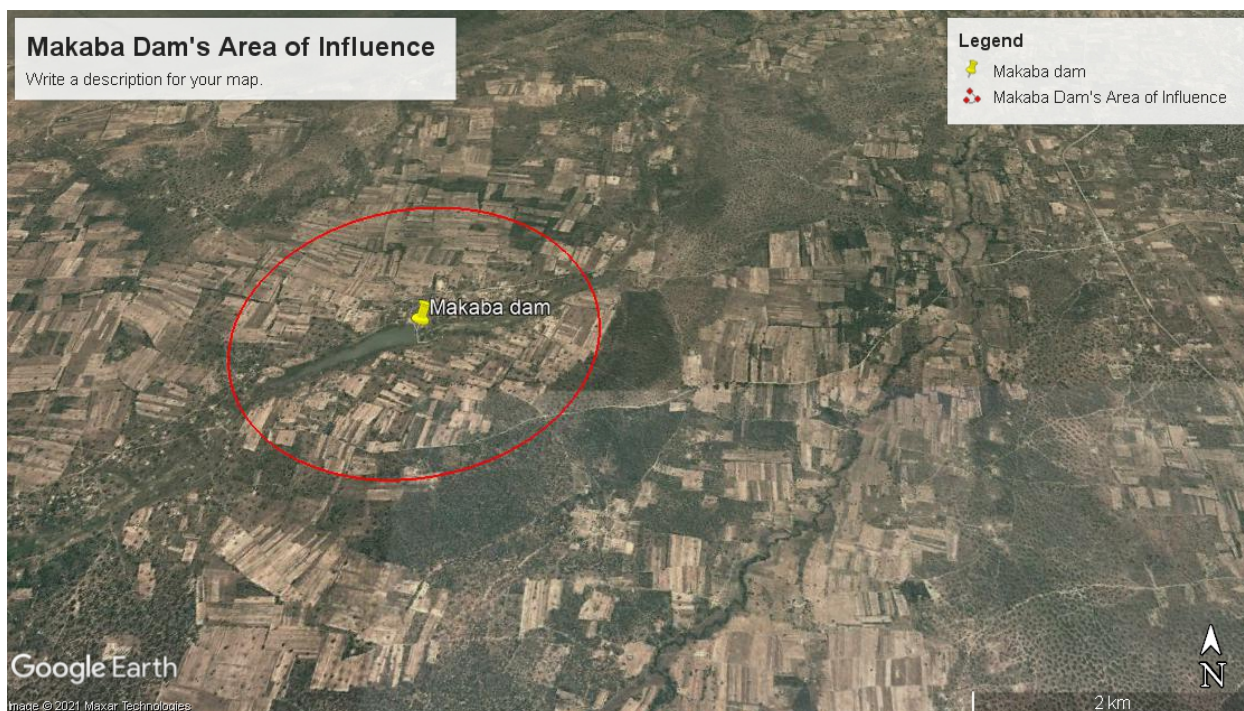 Makaba Dam's Area of Influence
Write a description for your map.
Legend
Makaba dam
Makaba Dam's Area of Influence
Makaba dam
Google Earth
Image © 2021 Maxar Technologies
N
2 km